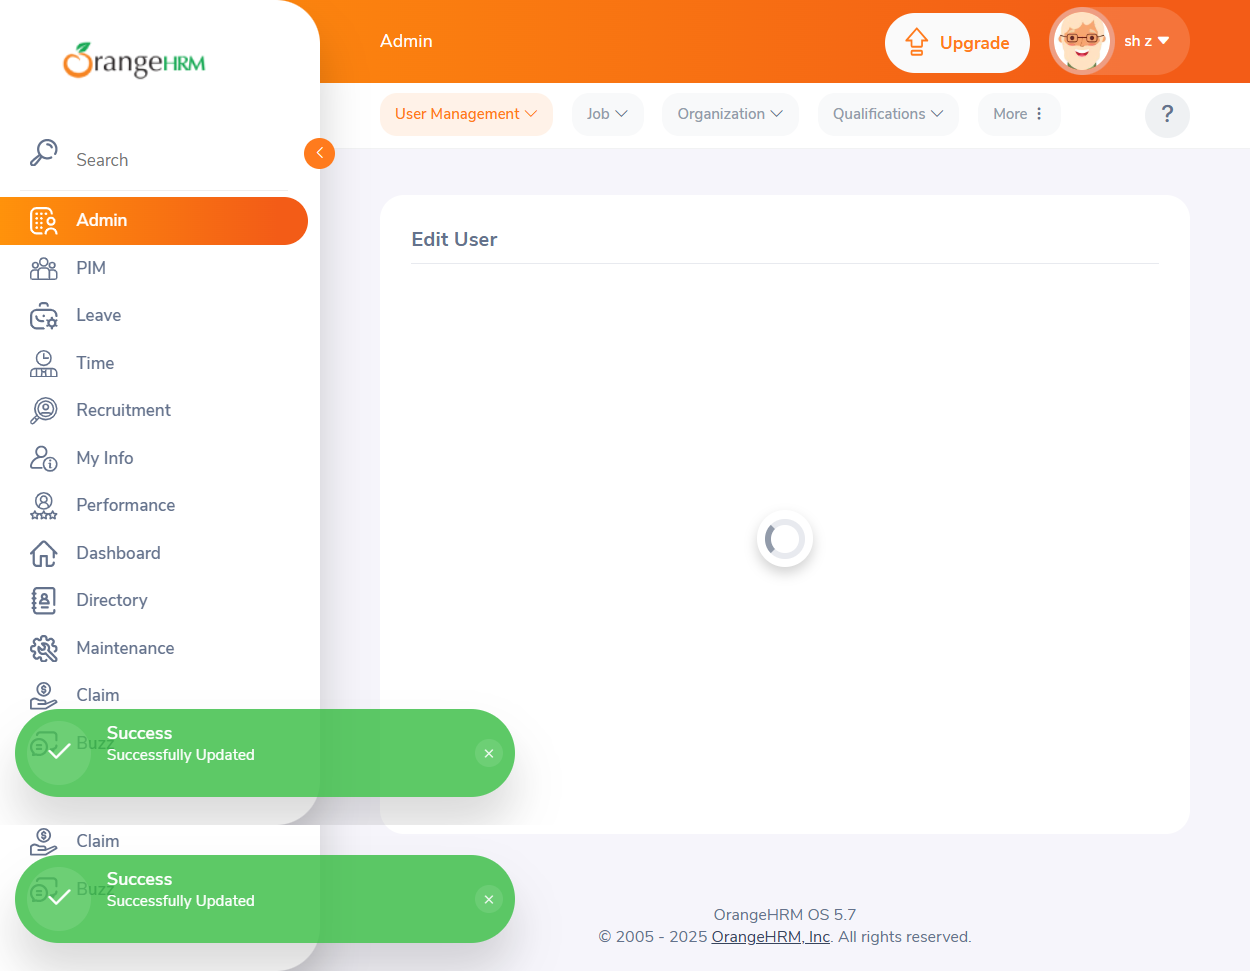 OrangeHRM
Search
Admin
PIM
Leave
Time
Recruitment
My Info
Performance
Dashboard
Directory
Maintenance
Claim
Buzz
Success
Successfully Updated
Claim
Buzz
Success
Successfully Updated
Admin
Upgrade
sh z
User Management
Job
Organization
Qualifications
More
?
Edit User
OrangeHRM OS 5.7
© 2005 - 2025 OrangeHRM, Inc. All rights reserved.